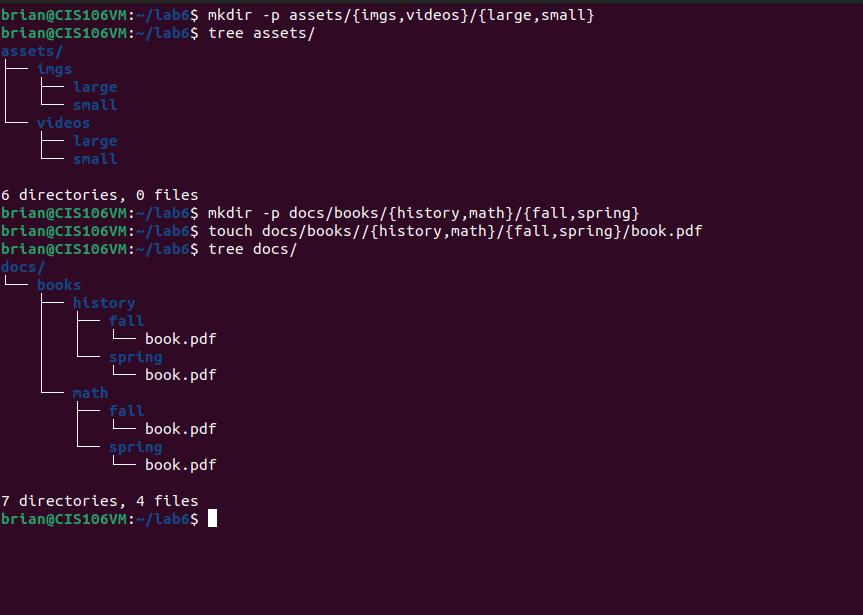 brian@CIS106VM:~/lab6$ mkdir -p assets/{imgs,videos}/{large,small}
brian@CIS106VM:~/lab6$ tree assets/
assets/
├── imgs
│   ├── large
│   └── small
└── videos
    ├── large
    └── small

6 directories, 0 files
brian@CIS106VM:~/lab6$ mkdir -p docs/books/{history,math}/{fall,spring}
brian@CIS106VM:~/lab6$ touch docs/books//{history,math}/{fall,spring}/book.pdf
brian@CIS106VM:~/lab6$ tree docs/
docs/
└── books
    ├── history
    │   ├── fall
    │   │   └── book.pdf
    │   └── spring
    │       └── book.pdf
    └── math
        ├── fall
        │   └── book.pdf
        └── spring
            └── book.pdf

7 directories, 4 files
brian@CIS106VM:~/lab6$